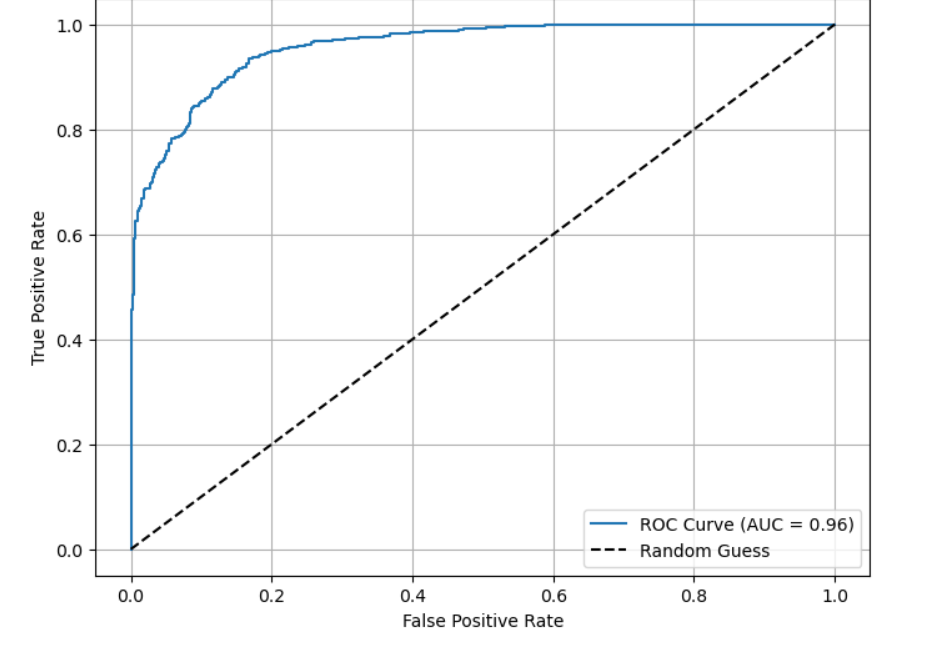 1.0
0.8
0.6
0.4
0.2
0.0
True Positive Rate
ROC Curve (AUC = 0.96)
Random Guess
0.0 0.2 0.4 0.6 0.8 1.0
False Positive Rate